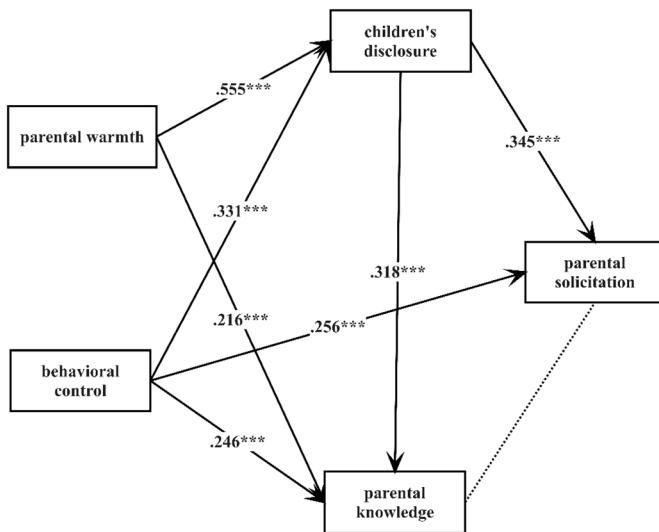 children's
disclosure
.555***
parental warmth
.345***
.331***
parental
solicitation
.318***
.216***
.256***
behavioral
control
.246***
parental
knowledge